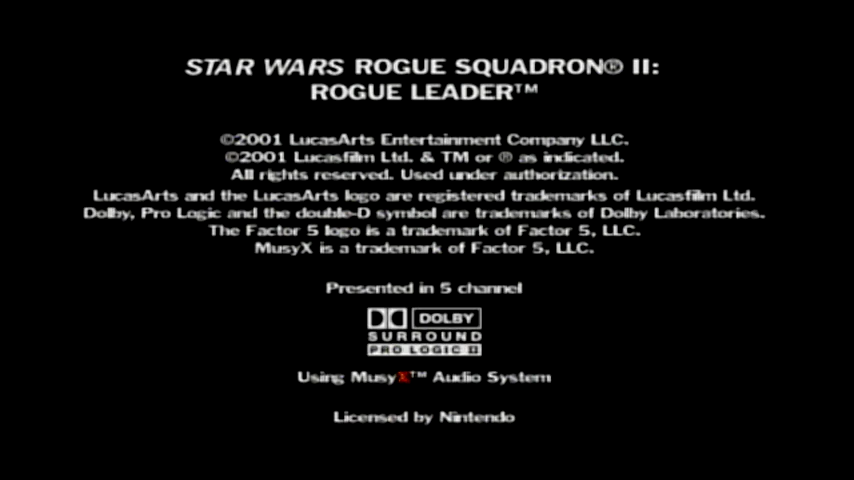 STAR WARS ROGUE SQUADRON® II:
ROGUE LEADER™
©2001 LucasArts Entertainment Company LLC.
©2001 Lucasfilm Ltd. & TM or ® as indicated.
All rights reserved. Used under authorization.
LucasArts and the LucasArts logo are registered trademarks of Lucasfilm Ltd.
Dolby, Pro Logic and the double-D symbol are trademarks of Dolby Laboratories.
The Factor 5 logo is a trademark of Factor 5, LLC.
MusyX is a trademark of Factor 5, LLC.
Presented in 5 channel
DOLBY
SURROUND
PRO LOGIC II
Using MusyX™ Audio System
Licensed by Nintendo